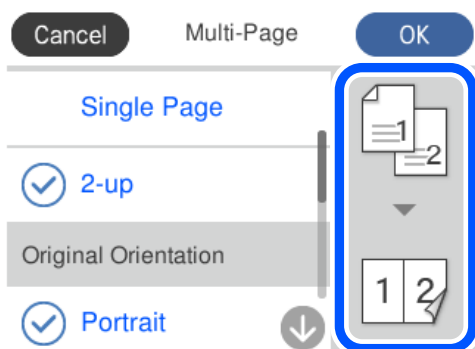 Cancel Multi-Page OK
Single Page
1
2
2-up
Original Orientation
1 2
Portrait